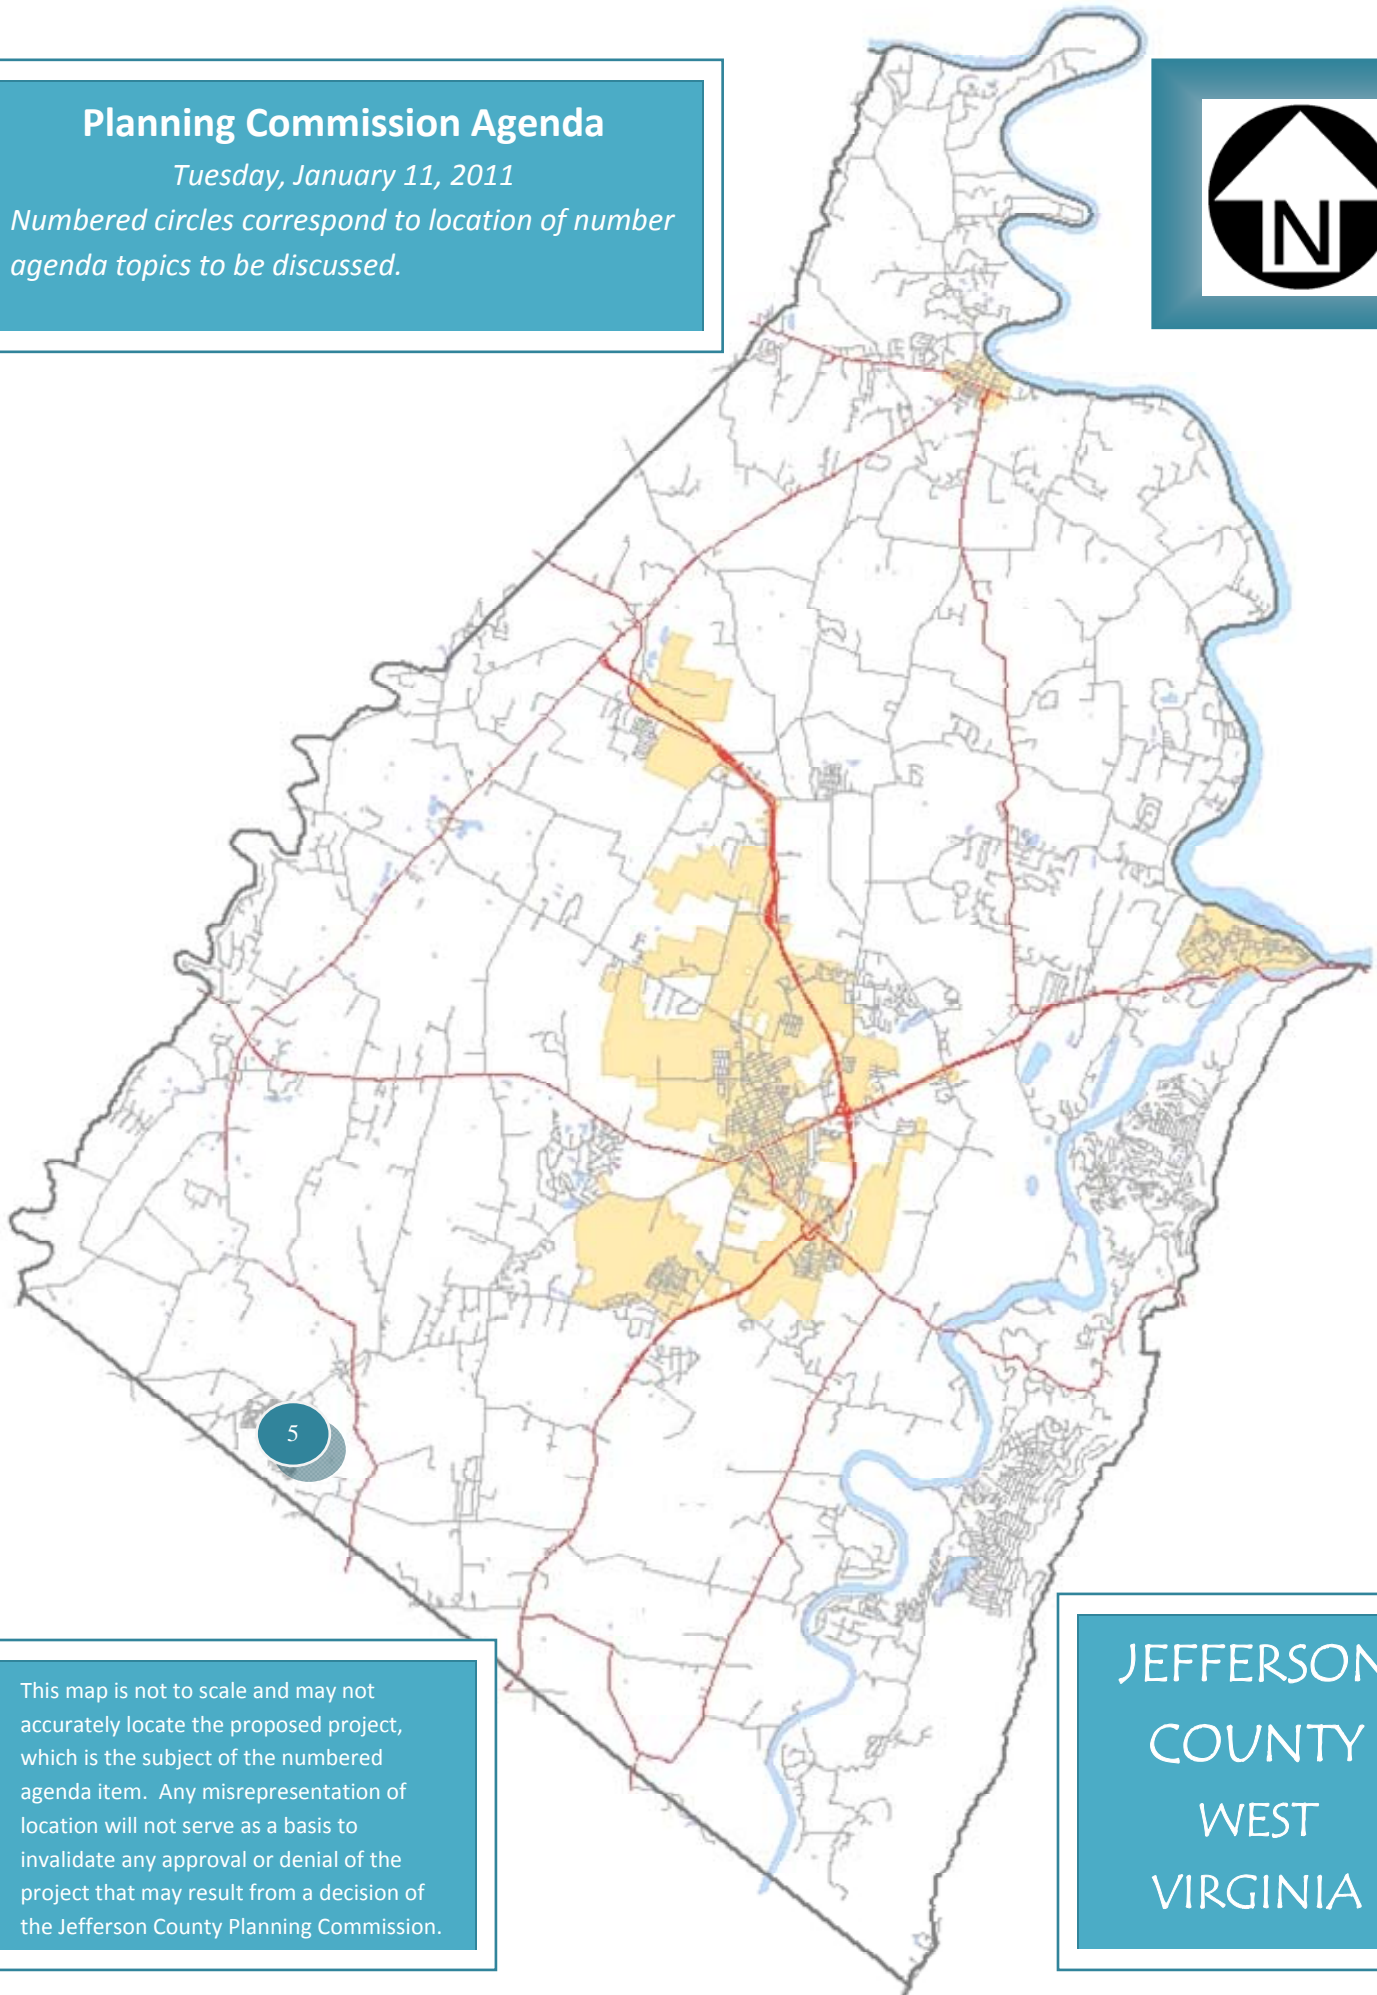 Planning Commission Agenda
Tuesday, January 11, 2011
Numbered circles correspond to location of number
agenda topics to be discussed.
N
5
This map is not to scale and may not
accurately locate the proposed project,
which is the subject of the numbered
agenda item.  Any misrepresentation of
location will not serve as a basis to
invalidate any approval or denial of the
project that may result from a decision of
the Jefferson County Planning Commission.
JEFFERSON
COUNTY
WEST
VIRGINIA